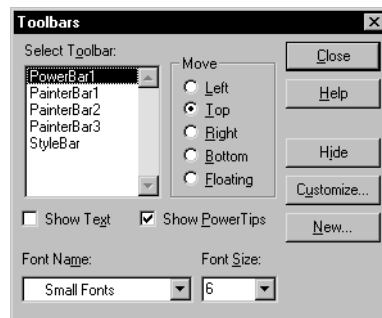 Toolbars
Select Toolbar:
PowerBar1
PainterBar1
PainterBar2
PainterBar3
StyleBar
Move
Left
Top
Right
Bottom
Floating
Close
Help
Hide
Customize...
New...
Show Text
Show PowerTips
Font Name:
Font Size:
Small Fonts
6